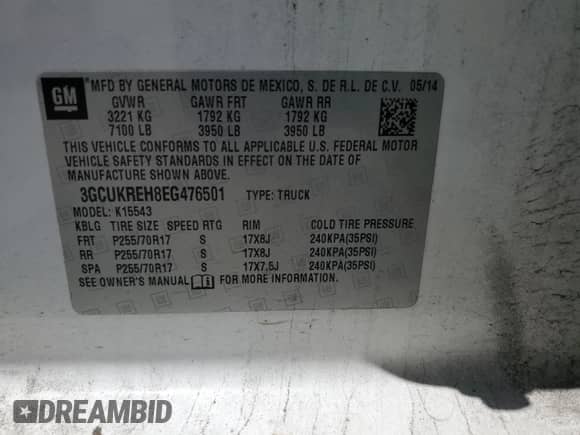 GM
MFD BY GENERAL MOTORS DE MEXICO, S. DE R.L. DE C.V. 05/14
GVWR GAWR FRT GAWR RR
3221 KG 1792 KG 1792 KG
7100 LB 3950 LB 3950 LB
THIS VEHICLE CONFORMS TO ALL APPLICABLE U.S. FEDERAL MOTOR
VEHICLE SAFETY STANDARDS IN EFFECT ON THE DATE OF
MANUFACTURE SHOWN ABOVE.
3GCUKREH8EG476501 TYPE: TRUCK
MODEL: K15543
KBLG TIRE SIZE SPEED RTG RIM COLD TIRE PRESSURE
FRT P255/70R17 S 17X8J 240KPA(35PSI)
RR P255/70R17 S 17X8J 240KPA(35PSI)
SPA P255/70R17 S 17X7.5J 240KPA(35PSI)
SEE OWNER'S MANUAL FOR MORE INFORMATION
DREAMBID